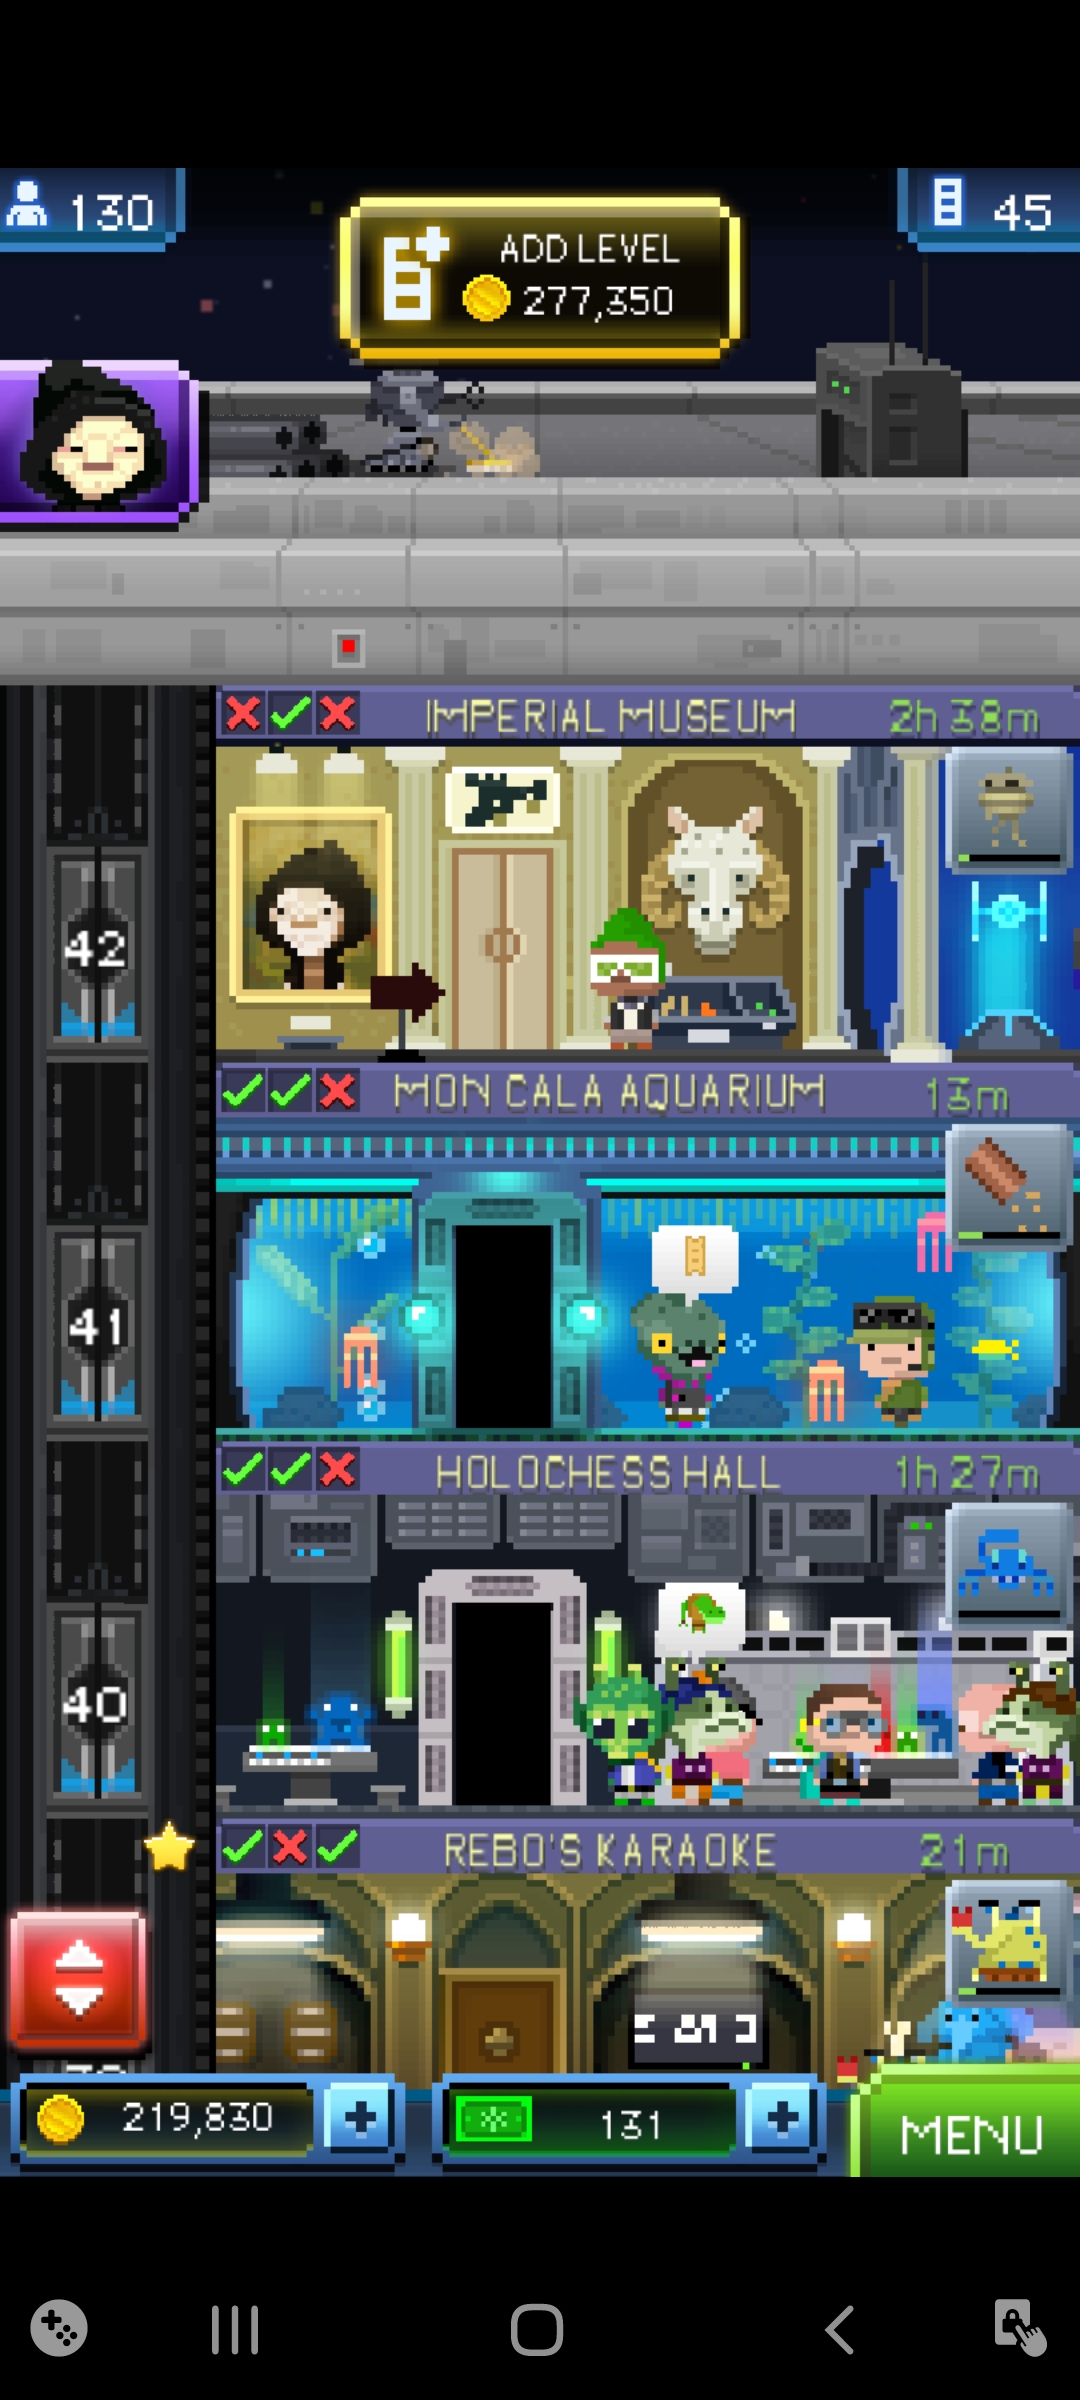 130
ADD LEVEL
277,350
45
IMPERIAL MUSEUM 2h 38m
42
MON CALA AQUARIUM 13m
41
HOLOCHESS HALL 1h 27m
40
REBO'S KARAOKE 21m
219,830
131
MENU